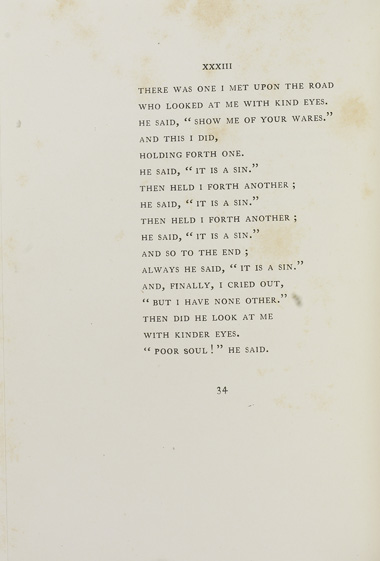 XXXIII
THERE WAS ONE I MET UPON THE ROAD
WHO LOOKED AT ME WITH KIND EYES.
HE SAID, “ SHOW ME OF YOUR WARES.”
AND THIS I DID,
HOLDING FORTH ONE.
HE SAID, “ IT IS A SIN.”
THEN HELD I FORTH ANOTHER ;
HE SAID, “ IT IS A SIN.”
THEN HELD I FORTH ANOTHER ;
HE SAID, “ IT IS A SIN.”
AND SO TO THE END ;
ALWAYS HE SAID, “ IT IS A SIN.”
AND, FINALLY, I CRIED OUT,
“ BUT I HAVE NONE OTHER.”
THEN DID HE LOOK AT ME
WITH KINDER EYES.
“ POOR SOUL ! ” HE SAID.
34